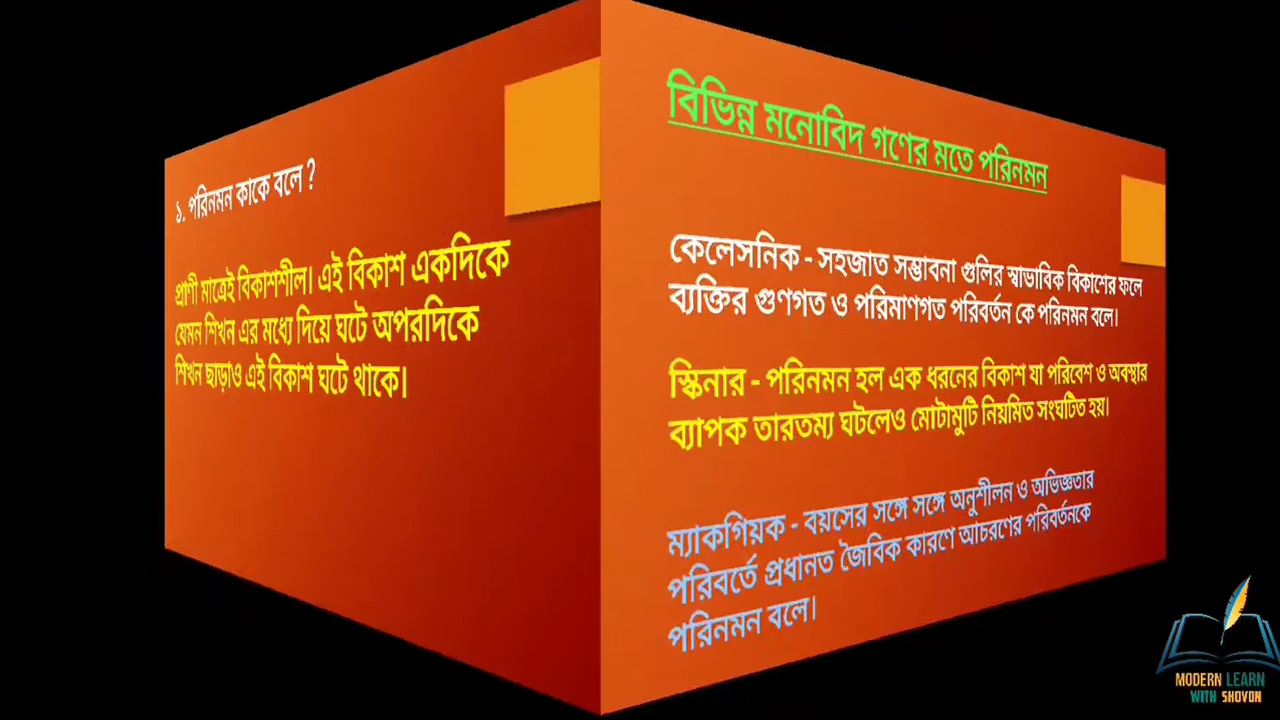 ১. পরিনমন কাকে বলে ?
প্রাণী মাত্রেই বিকাশশীল। এই বিকাশ একদিকে
যেমন শিখন এর মধ্যে দিয়ে ঘটে অপরদিকে
শিখন ছাড়াও এই বিকাশ ঘটে থাকে।
বিভিন্ন মনোবিদ গণের মতে পরিনমন
কেলেসনিক - সহজাত সম্ভাবনা গুলির স্বাভাবিক বিকাশের ফলে
ব্যক্তির গুণগত ও পরিমাণগত পরিবর্তন কে পরিনমন বলে।
স্কিনার - পরিনমন হল এক ধরনের বিকাশ যা পরিবেশ ও অবস্থার
ব্যাপক তারতম্য ঘটলেও মোটামুটি নিয়মিত সংঘটিত হয়।
ম্যাকগিয়ক - বয়সের সঙ্গে সঙ্গে অনুশীলন ও অভিজ্ঞতার
পরিবর্তে প্রধানত জৈবিক কারণে আচরণের পরিবর্তনকে
পরিনমন বলে।
MODERN LEARN
WITH SHOVON